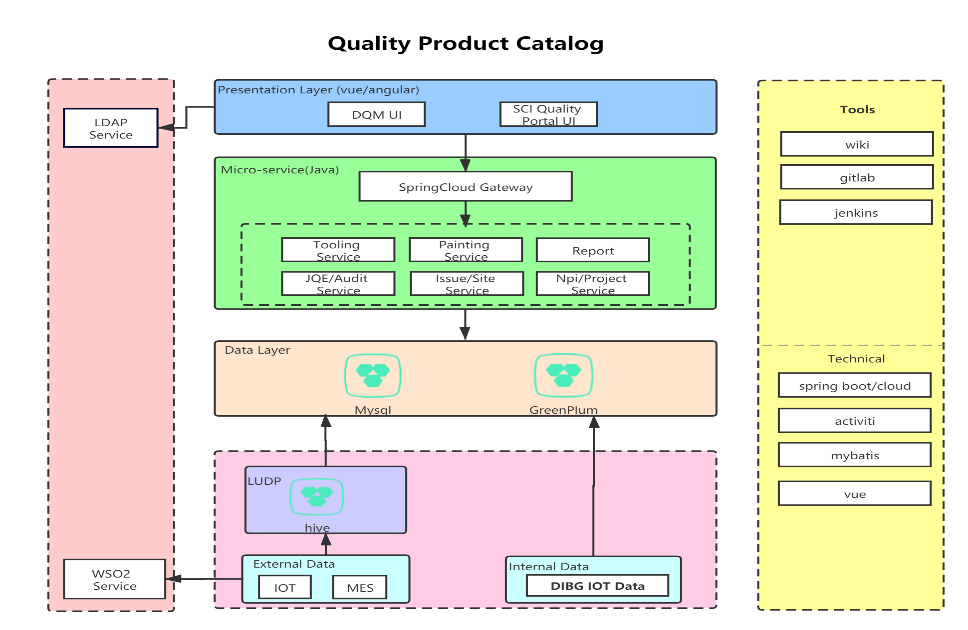 Quality Product Catalog
LDAP
Service
WSO2
Service
Presentation Layer (vue/angular)
DQM UI
SCI Quality
Portal UI
Micro-service(Java)
SpringCloud Gateway
Tooling
Service
Painting
Service
Report
JQE/Audit
Service
Issue/Site
Service
Npi/Project
Service
Data Layer
Mysql
GreenPlum
LUDP
hive
External Data
IOT
MES
Internal Data
DIBG IOT Data
Tools
wiki
gitlab
jenkins
Technical
spring boot/cloud
activiti
mybatis
vue